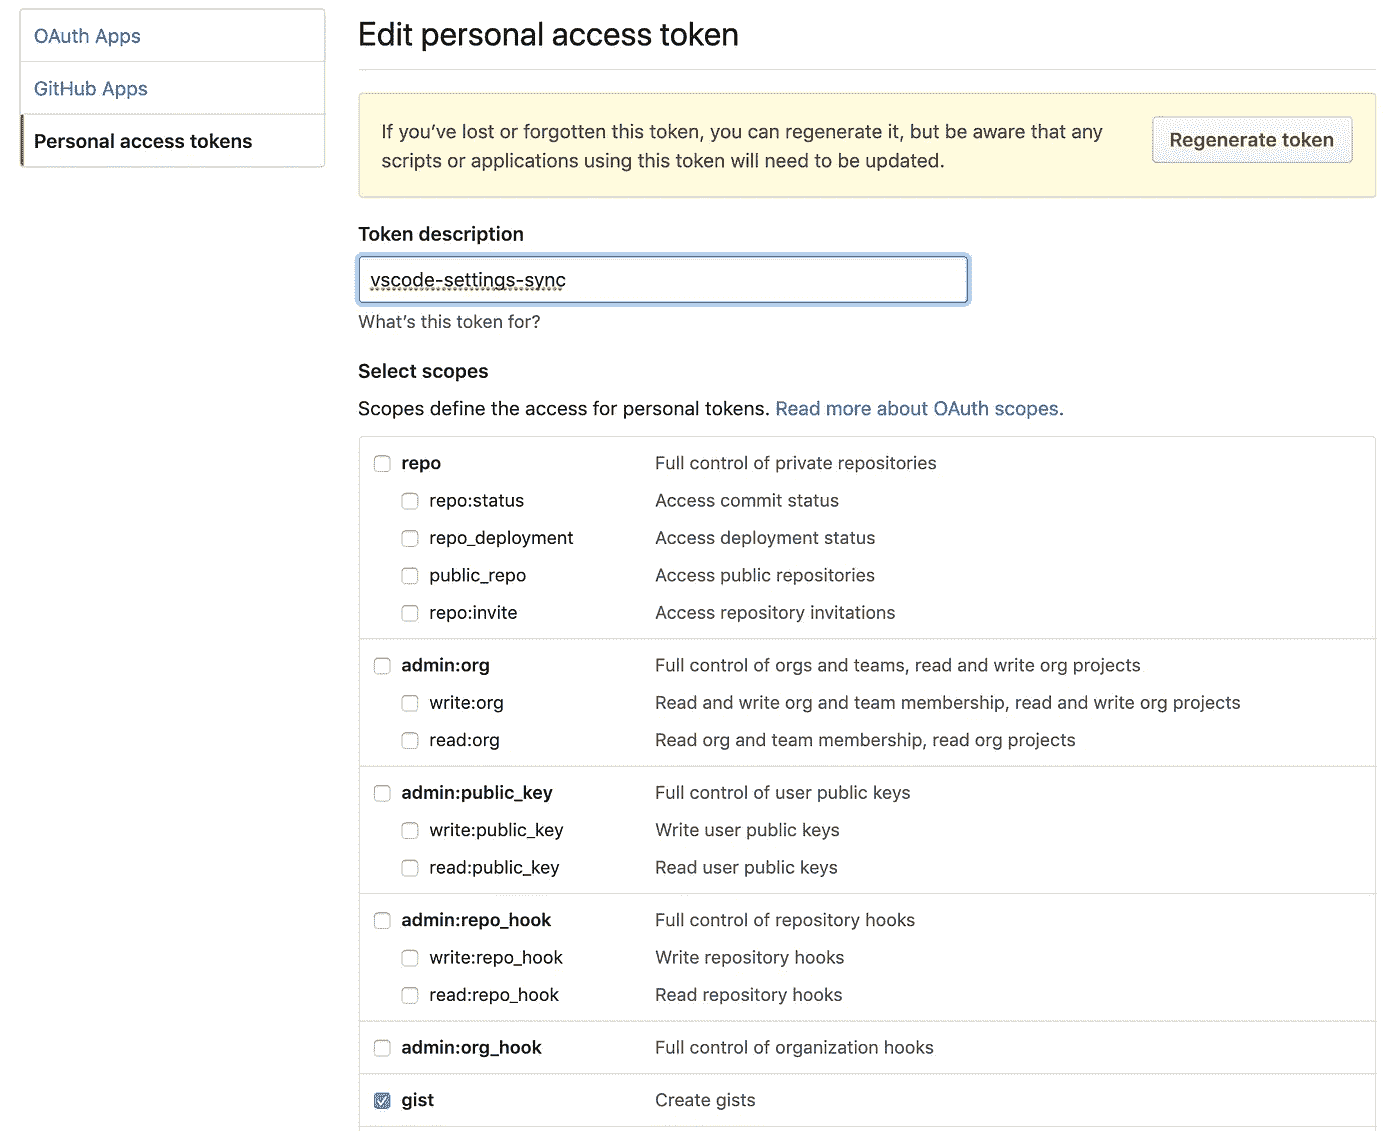 OAuth Apps
GitHub Apps
Personal access tokens
Edit personal access token
If you’ve lost or forgotten this token, you can regenerate it, but be aware that any
scripts or applications using this token will need to be updated.
Regenerate token
Token description
vscode-settings-sync
What’s this token for?
Select scopes
Scopes define the access for personal tokens. Read more about OAuth scopes.
repo Full control of private repositories
repo:status Access commit status
repo_deployment Access deployment status
public_repo Access public repositories
repo:invite Access repository invitations
admin:org Full control of orgs and teams, read and write org projects
write:org Read and write org and team membership, read and write org projects
read:org Read org and team membership, read org projects
admin:public_key Full control of user public keys
write:public_key Write user public keys
read:public_key Read user public keys
admin:repo_hook Full control of repository hooks
write:repo_hook Write repository hooks
read:repo_hook Read repository hooks
admin:org_hook Full control of organization hooks
gist Create gists